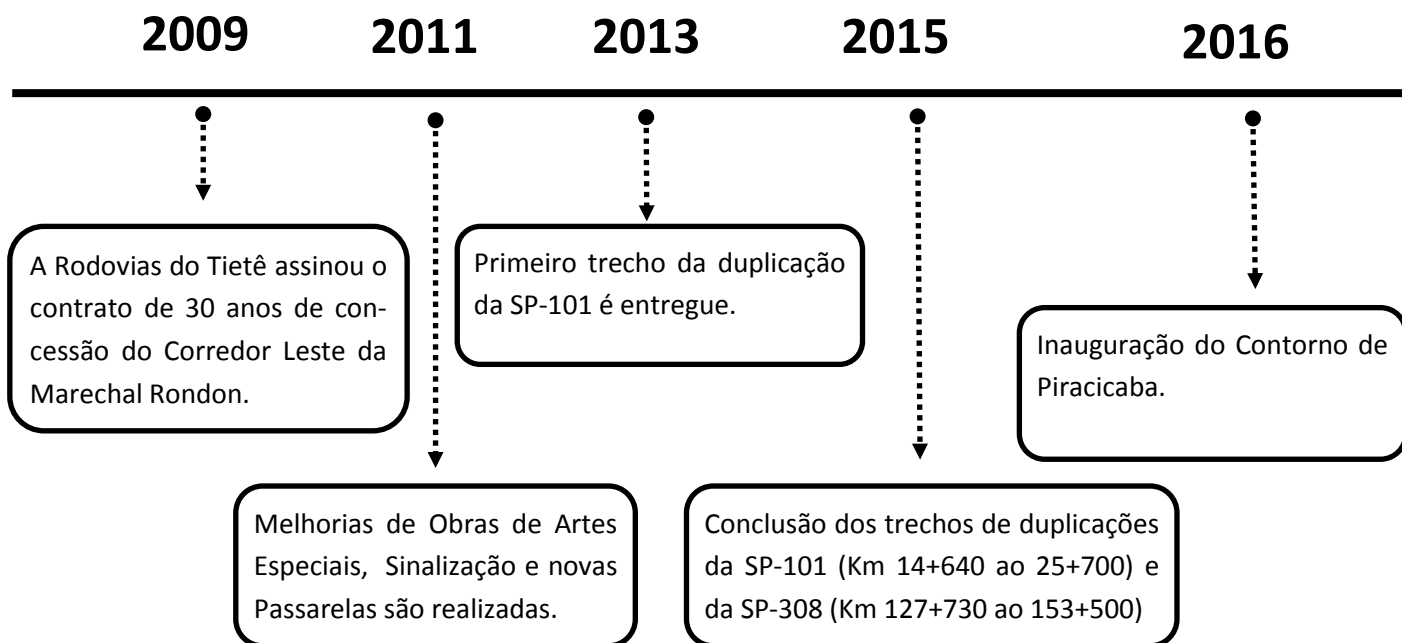 2009
2011
2013
2015
2016
A Rodovias do Tietê assinou o
contrato de 30 anos de con-
cessão do Corredor Leste da
Marechal Rondon.
Primeiro trecho da duplicação
da SP-101 é entregue.
Inauguração do Contorno de
Piracicaba.
Melhorias de Obras de Artes
Especiais, Sinalização e novas
Passarelas são realizadas.
Conclusão dos trechos de duplicações
da SP-101 (Km 14+640 ao 25+700) e
da SP-308 (Km 127+730 ao 153+500)